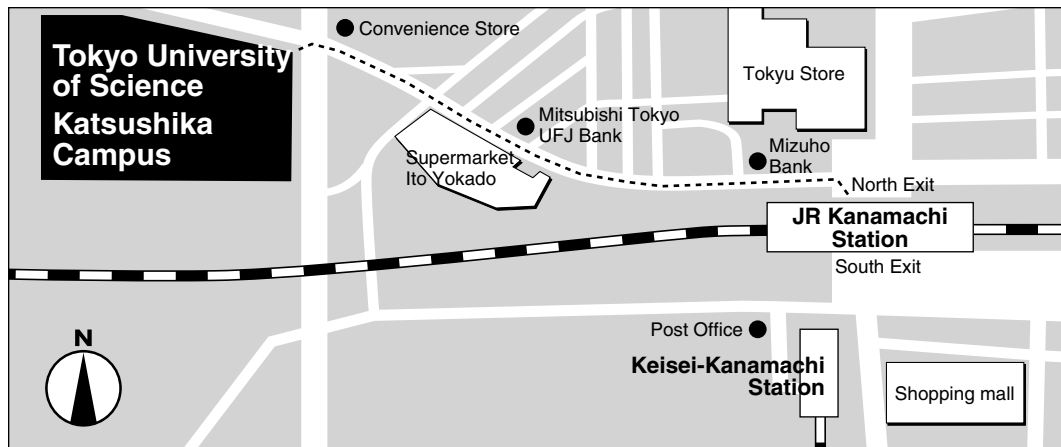 Convenience Store
Tokyo University
of Science
Katsushika
Campus
Tokyu Store
Mitsubishi Tokyo
UFJ Bank
Mizuho
Bank
Supermarket
Ito Yokado
North Exit
JR Kanamachi
Station
South Exit
Post Office
N
Keisei-Kanamachi
Station
Shopping mall